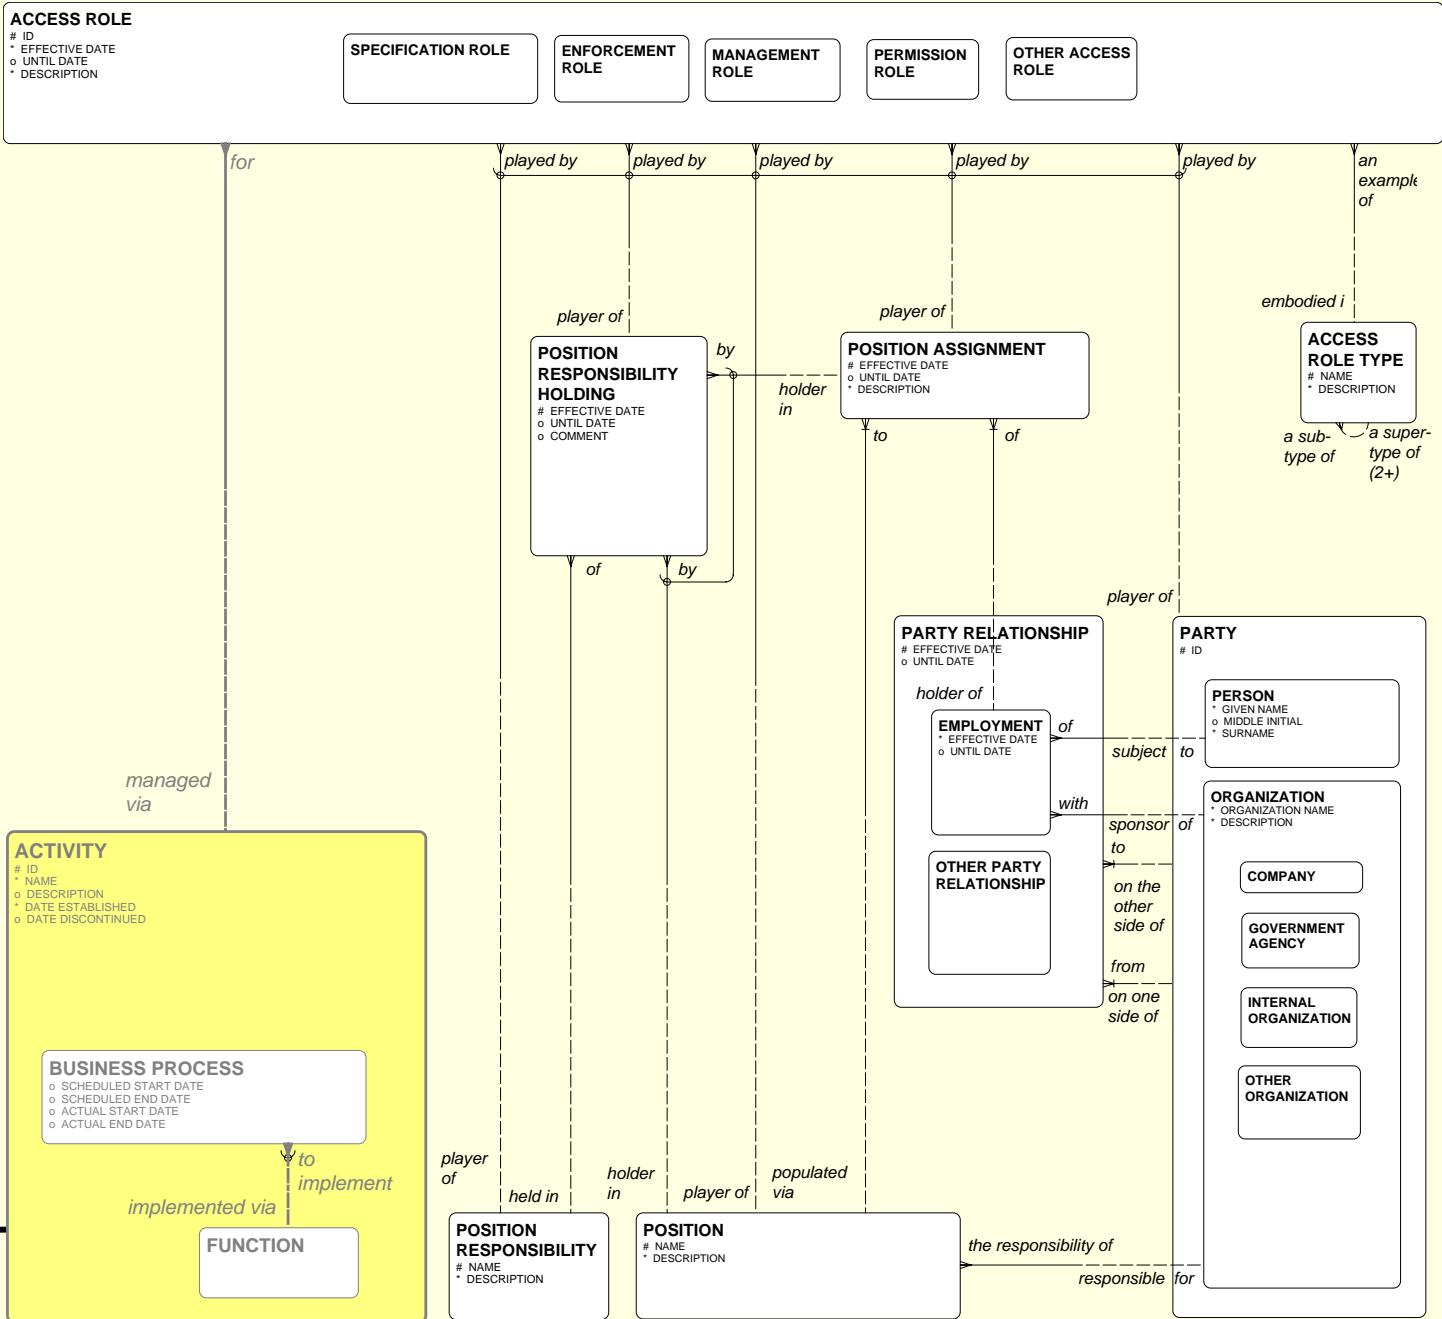 ACCESS ROLE
# ID
* EFFECTIVE DATE
o UNTIL DATE
* DESCRIPTION
SPECIFICATION ROLE
ENFORCEMENT
ROLE
MANAGEMENT
ROLE
PERMISSION
ROLE
OTHER ACCESS
ROLE
for
played by
played by
played by
played by
played by
an
example
of
player of
player of
embodied i
POSITION
RESPONSIBILITY
HOLDING
# EFFECTIVE DATE
o UNTIL DATE
o COMMENT
by
holder
in
POSITION ASSIGNMENT
# EFFECTIVE DATE
o UNTIL DATE
* DESCRIPTION
ACCESS
ROLE TYPE
# NAME
* DESCRIPTION
to
of
a sub-
type of
a super-
type of
(2+)
of
by
player of
PARTY RELATIONSHIP
# EFFECTIVE DATE
o UNTIL DATE
holder of
EMPLOYMENT
* EFFECTIVE DATE
o UNTIL DATE
of
subject to
with
sponsor of
to
on the
other
side of
from
on one
side of
OTHER PARTY
RELATIONSHIP
PARTY
# ID
PERSON
* GIVEN NAME
o MIDDLE INITIAL
* SURNAME
ORGANIZATION
* ORGANIZATION NAME
* DESCRIPTION
COMPANY
GOVERNMENT
AGENCY
INTERNAL
ORGANIZATION
OTHER
ORGANIZATION
managed
via
ACTIVITY
# ID
* NAME
o DESCRIPTION
* DATE ESTABLISHED
o DATE DISCONTINUED
BUSINESS PROCESS
o SCHEDULED START DATE
o SCHEDULED END DATE
o ACTUAL START DATE
o ACTUAL END DATE
to
implement
implemented via
FUNCTION
player
of
held in
holder
in
player of
populated
via
POSITION
RESPONSIBILITY
# NAME
* DESCRIPTION
POSITION
# NAME
* DESCRIPTION
the responsibility of
responsible for